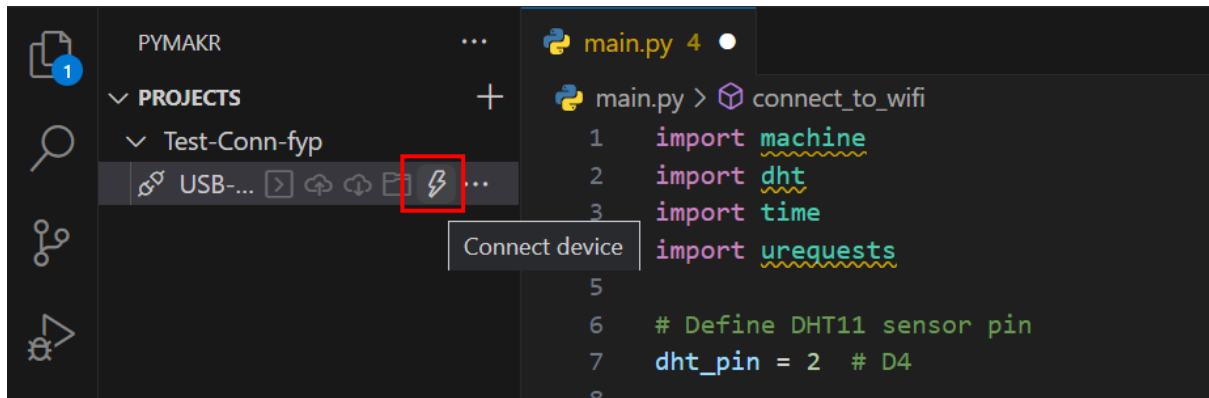 PYMAKR ...
PROJECTS
Test-Conn-fyp
USB-... ...
Connect device
1
main.py 4
main.py > connect_to_wifi
1 import machine
2 import dht
3 import time
import urequests
5
6 # Define DHT11 sensor pin
7 dht_pin = 2 # D4
8